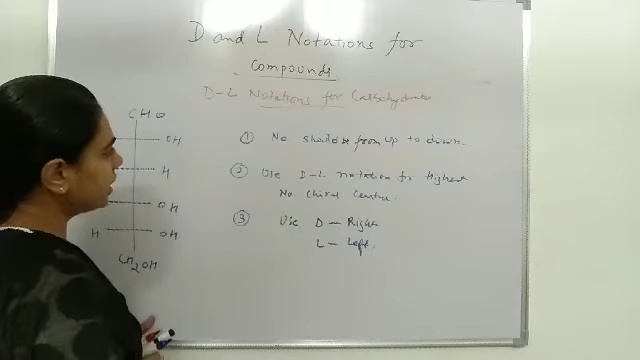 D and L Notations for
Compounds
D-L Notations for Carbohydrates
CHO
OH
H
OH
H OH
CH2OH
① No should be from up to down.
② Use D-L notation for Highest
No Chiral Centre.
③ Use D - Right
L - Left.